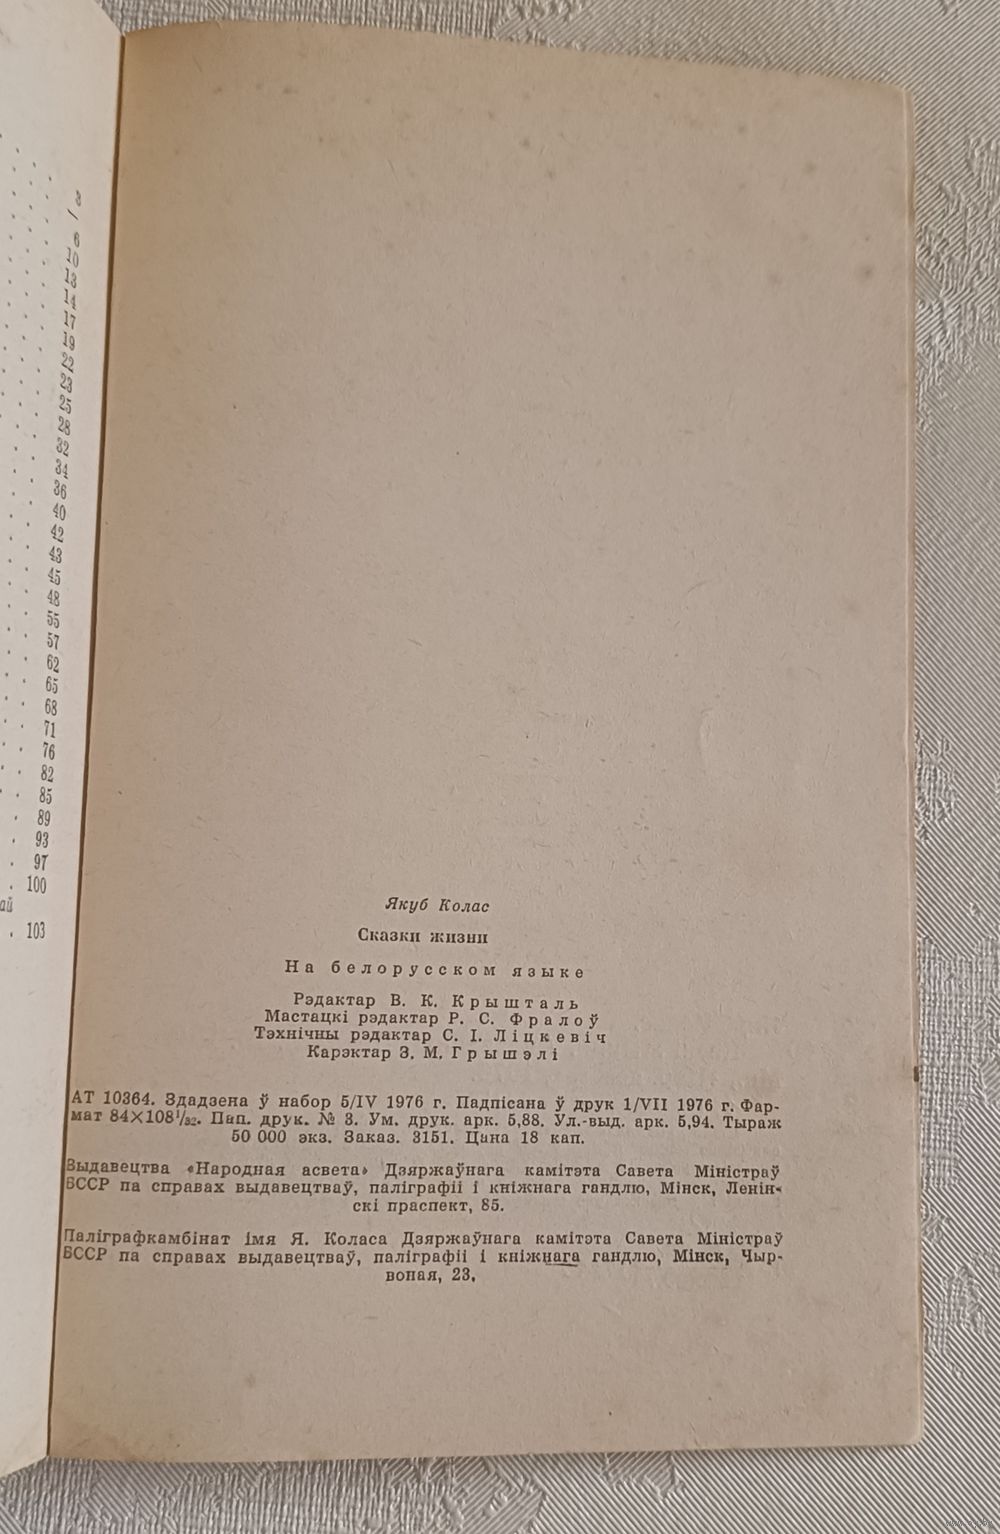 3
6
10
13
14
17
19
22
23
25
28
32
34
36
40
42
43
45
48
55
57
62
65
68
71
76
82
85
89
93
97
. 100
ай
. 103
Якуб Колас
Сказки жизни
На белорусском языке
Рэдактар В. К. Крышталь
Мастацкі рэдактар Р. С. Фралоў
Тэхнічны рэдактар С. І. Ліцкевіч
Карэктар З. М. Грышэлі
АТ 10364. Здадзена ў набор 5/IV 1976 г. Падпісана ў друк 1/VII 1976 г. Фар-
мат 84×108¹/₃₂. Пап. друк. № 3. Ум. друк. арк. 5,88. Ул.-выд. арк. 5,94. Тыраж
50 000 экз. Заказ. 3151. Цана 18 кап.
Выдавецтва «Народная асвета» Дзяржаўнага камітэта Савета Міністраў
БССР па справах выдавецтваў, паліграфіі і кніжнага гандлю, Мінск, Ленін-
скі праспект, 85.
Паліграфкамбінат імя Я. Коласа Дзяржаўнага камітэта Савета Міністраў
БССР па справах выдавецтваў, паліграфіі і кніжнага гандлю, Мінск, Чыр-
воная, 23.